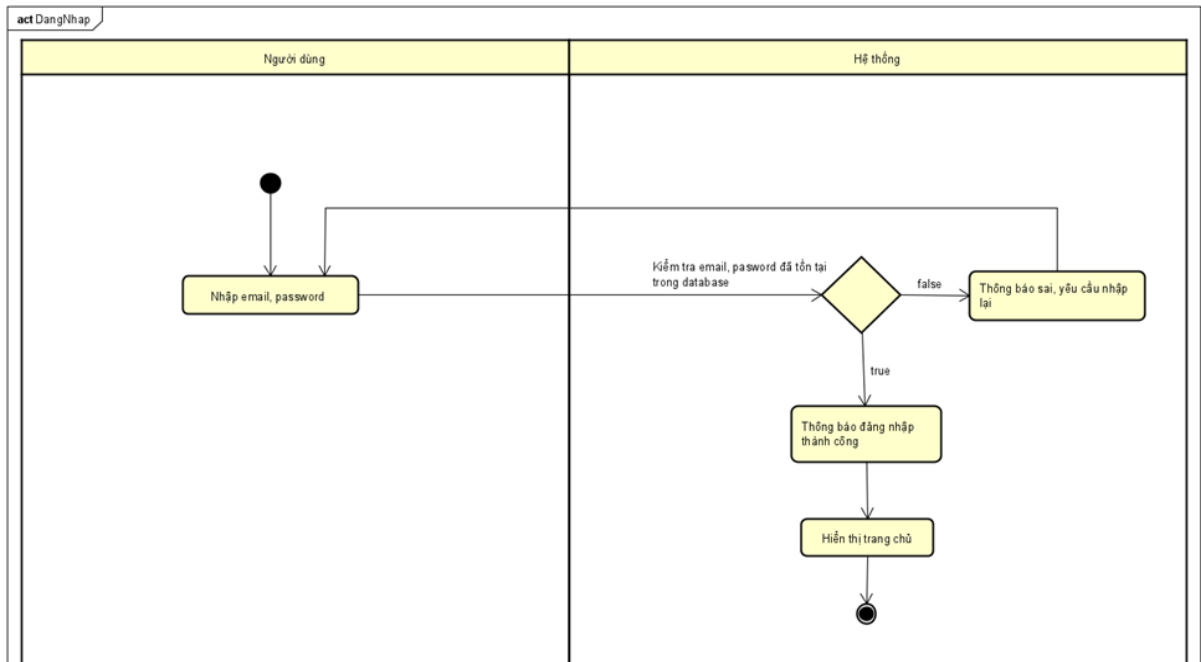 act DangNhap
Người dùng
Hệ thống
Kiểm tra email, pasword đã tồn tại
trong database
Nhập email, password
false
Thông báo sai, yêu cầu nhập
lại
true
Thông báo đăng nhập
thành công
Hiển thị trang chủ